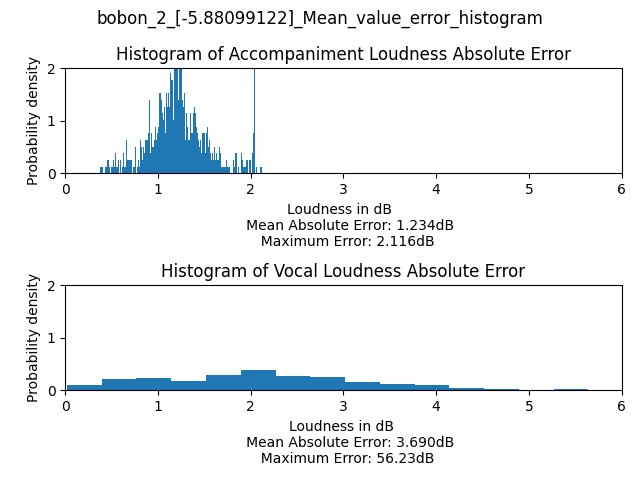 bobon_2_[-5.88099122]_Mean_value_error_histogram
Histogram of Accompaniment Loudness Absolute Error
Probability density
2
1
0
0 1 2 3 4 5 6
Loudness in dB
Mean Absolute Error: 1.234dB
Maximum Error: 2.116dB
Histogram of Vocal Loudness Absolute Error
Probability density
2
1
0
0 1 2 3 4 5 6
Loudness in dB
Mean Absolute Error: 3.690dB
Maximum Error: 56.23dB